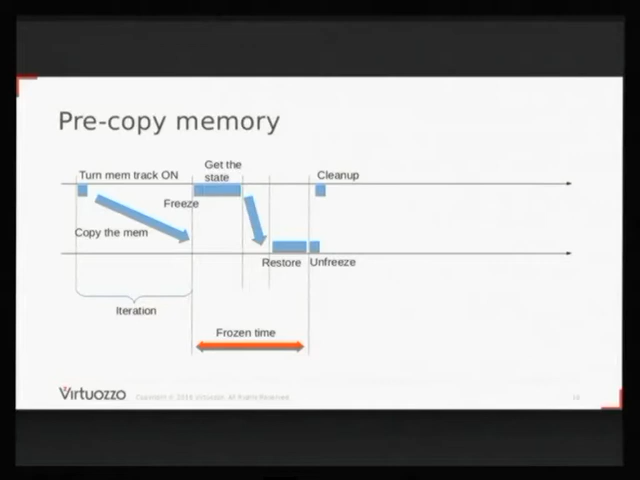 Pre-copy memory
Get the
state
Turn mem track ON
Cleanup
Freeze
Copy the mem
Restore
Unfreeze
Iteration
Frozen time
Virtuozzo